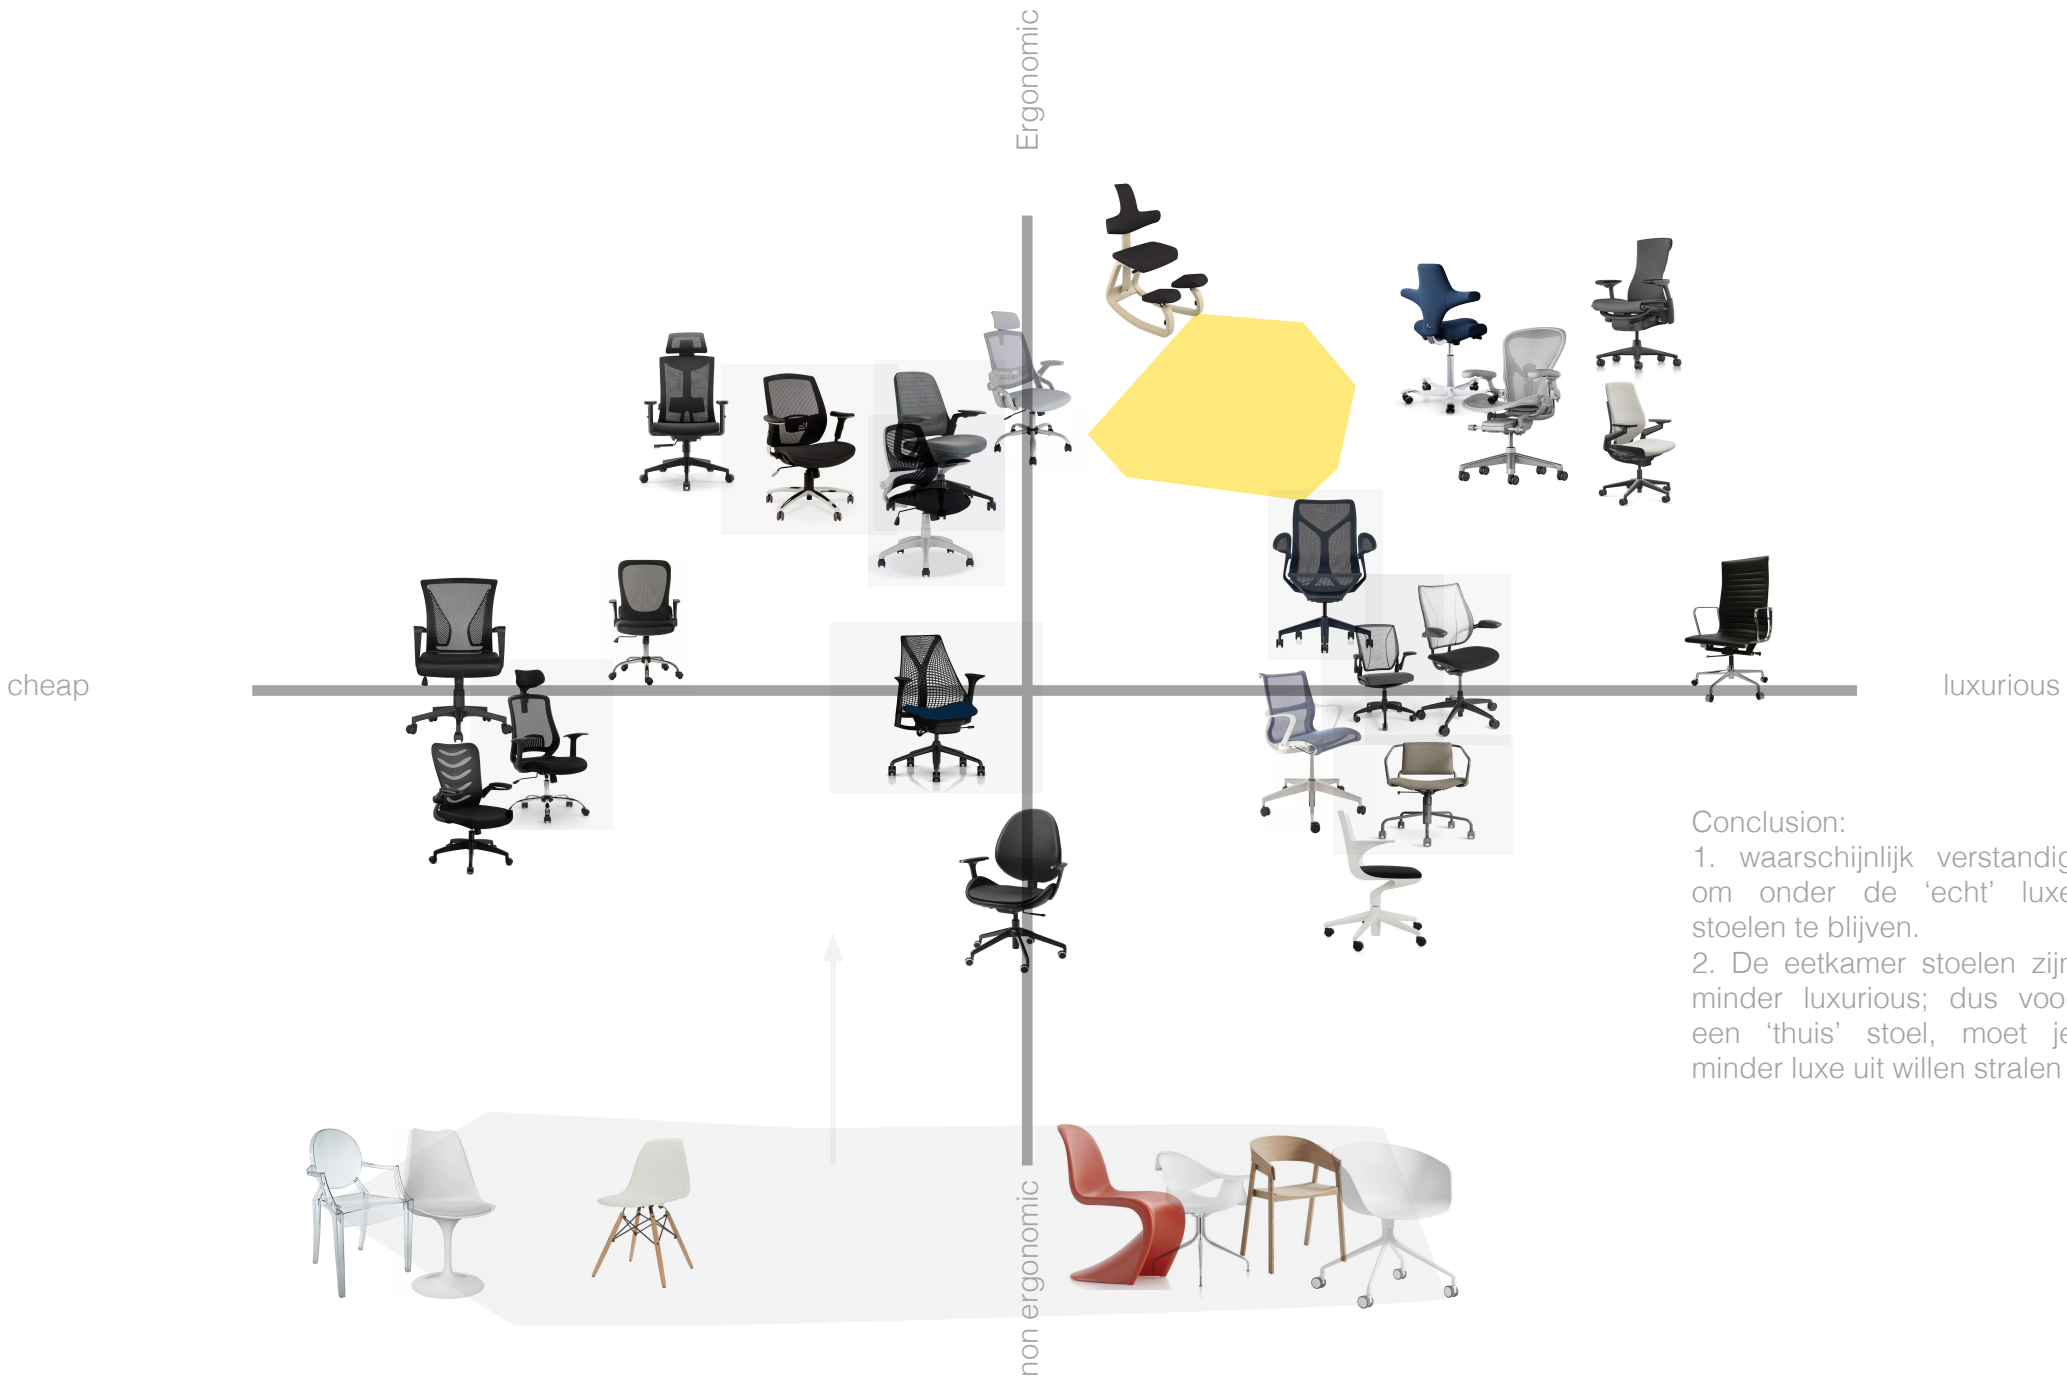 Ergonomic
cheap
luxurious
Conclusion:
1. waarschijnlijk verstandig
om onder de ‘echt’ luxe
stoelen te blijven.
2. De eetkamer stoelen zijn
minder luxurious; dus voor
een ‘thuis’ stoel, moet je
minder luxe uit willen stralen
non ergonomic